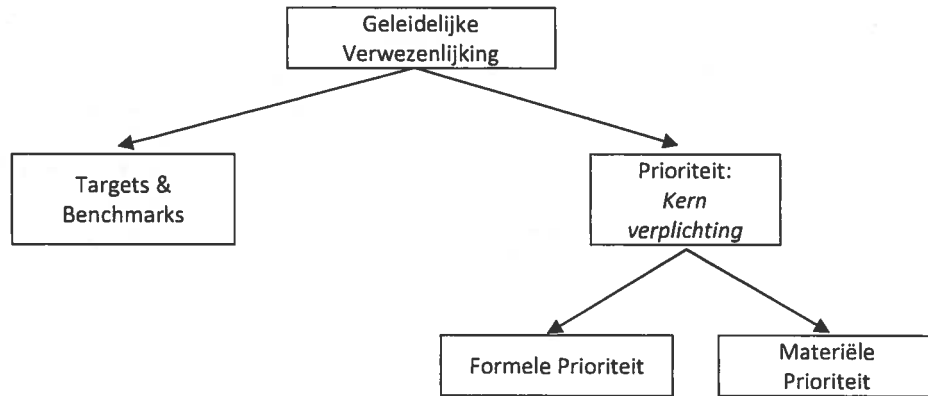 Geleidelijke
Verwezenlijking
Targets &
Benchmarks
Prioriteit:
Kern
verplichting
Formele Prioriteit
Materiële
Prioriteit